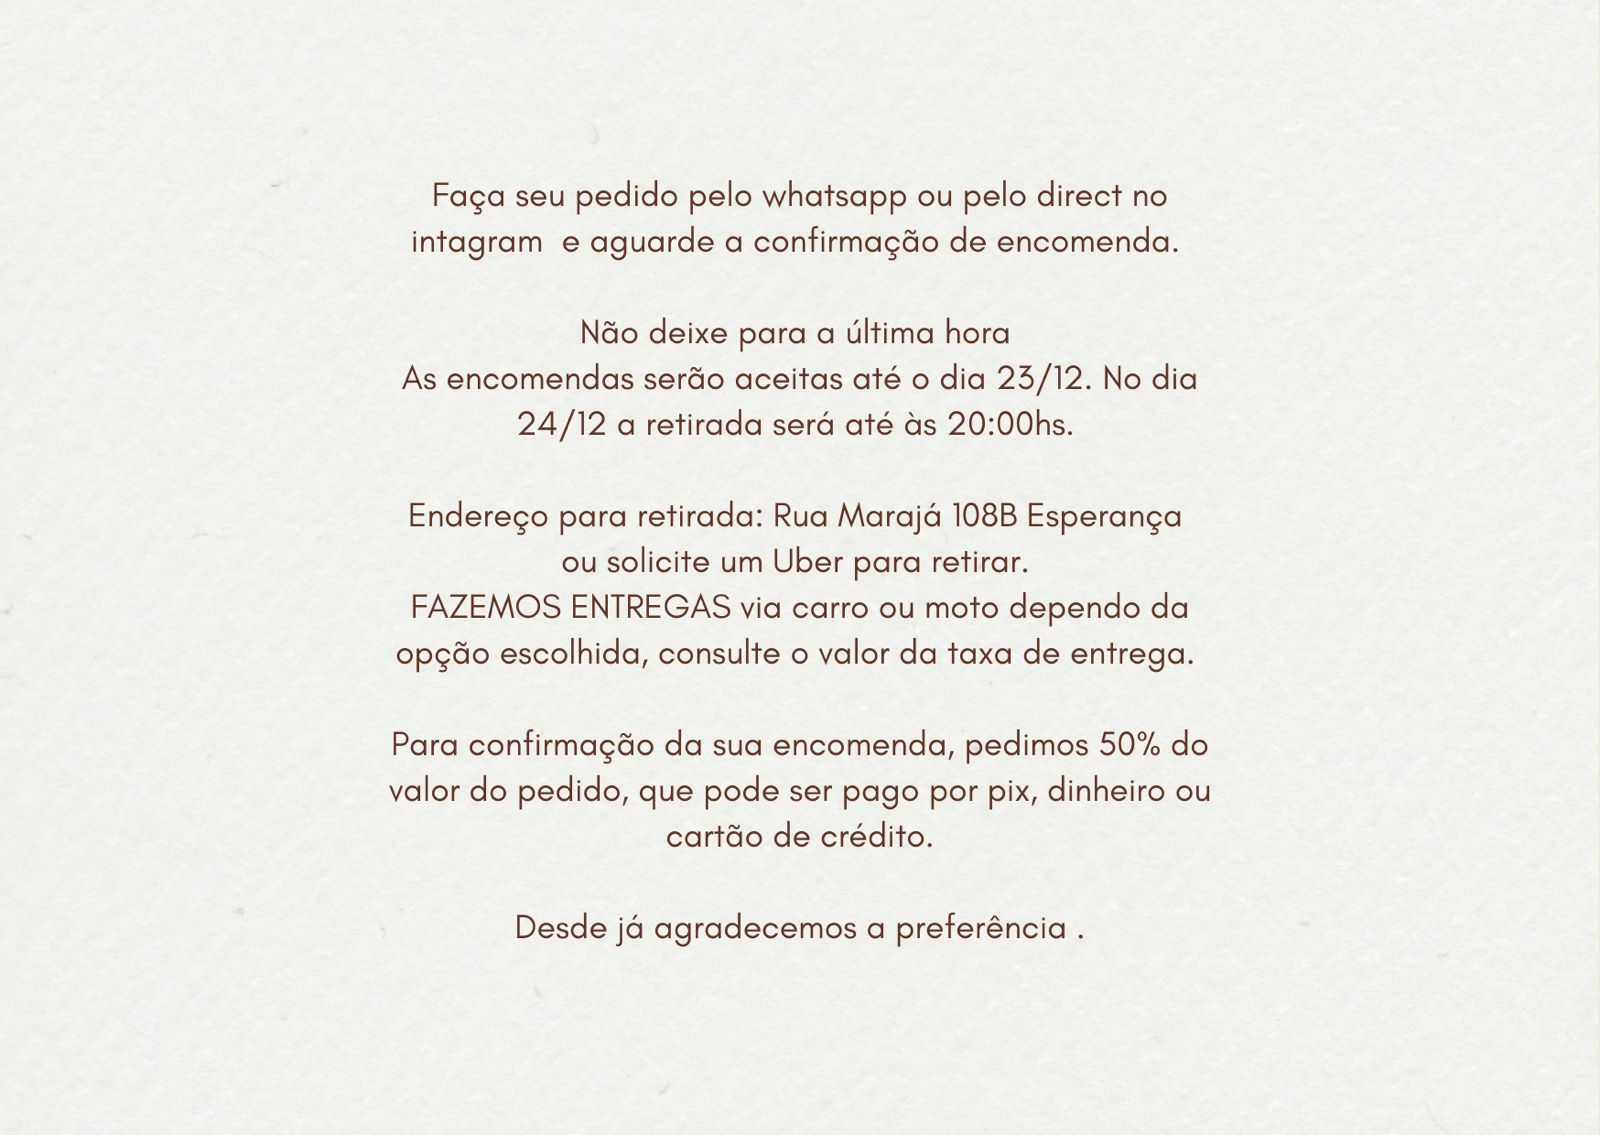 Faça seu pedido pelo whatsapp ou pelo direct no
intagram e aguarde a confirmação de encomenda.
Não deixe para a última hora
As encomendas serão aceitas até o dia 23/12. No dia
24/12 a retirada será até às 20:00hs.
Endereço para retirada: Rua Marajá 108B Esperança
ou solicite um Uber para retirar.
FAZEMOS ENTREGAS via carro ou moto dependo da
opção escolhida, consulte o valor da taxa de entrega.
Para confirmação da sua encomenda, pedimos 50% do
valor do pedido, que pode ser pago por pix, dinheiro ou
cartão de crédito.
Desde já agradecemos a preferência .